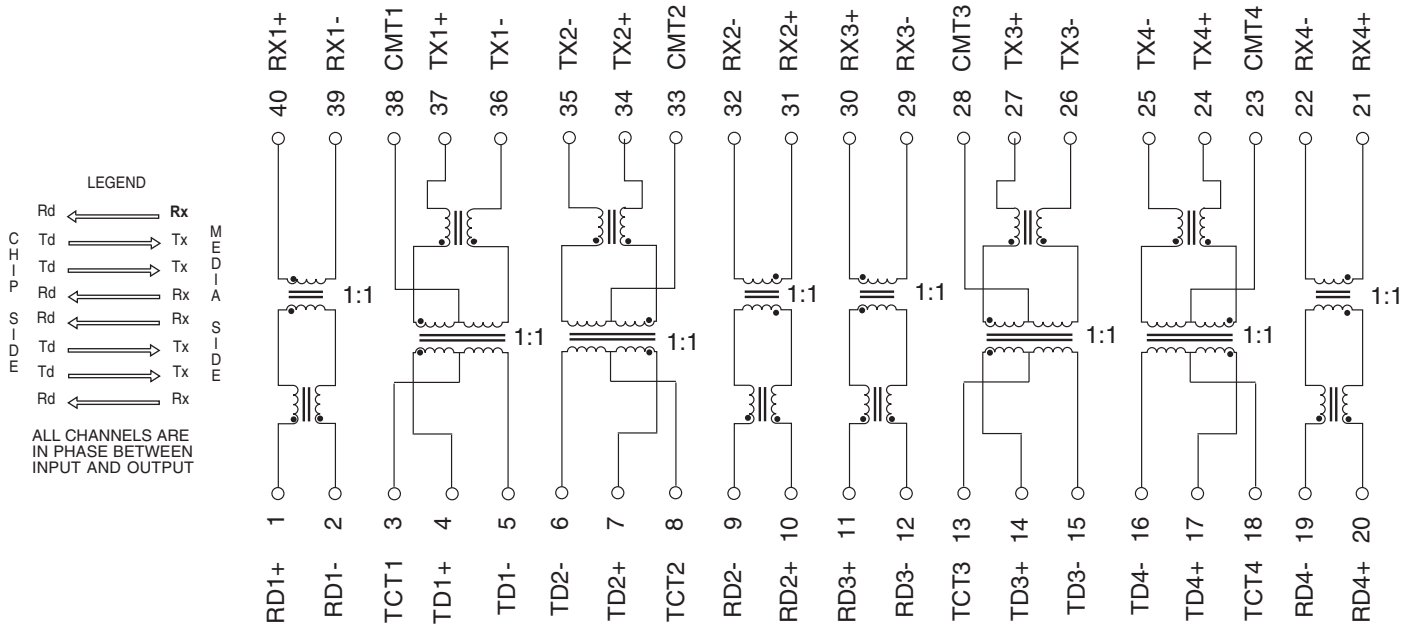 RX1+ RX1- CMT1 TX1+ TX1- TX2- TX2+ CMT2 RX2- RX2+ RX3+ RX3- CMT3 TX3+ TX3- TX4- TX4+ CMT4 RX4- RX4+
40 39 38 37 36 35 34 33 32 31 30 29 28 27 26 25 24 23 22 21
LEGEND
CHIP SIDE
MEDIA SIDE
Rd Rx
Td Tx
Td Tx
Rd Rx
Rd Rx
Td Tx
Td Tx
Rd Rx
ALL CHANNELS ARE
IN PHASE BETWEEN
INPUT AND OUTPUT
1:1 1:1 1:1 1:1 1:1 1:1 1:1 1:1
1 2 3 4 5 6 7 8 9 10 11 12 13 14 15 16 17 18 19 20
RD1+ RD1- TCT1 TD1+ TD1- TD2- TD2+ TCT2 RD2- RD2+ RD3+ RD3- TCT3 TD3+ TD3- TD4- TD4+ TCT4 RD4- RD4+